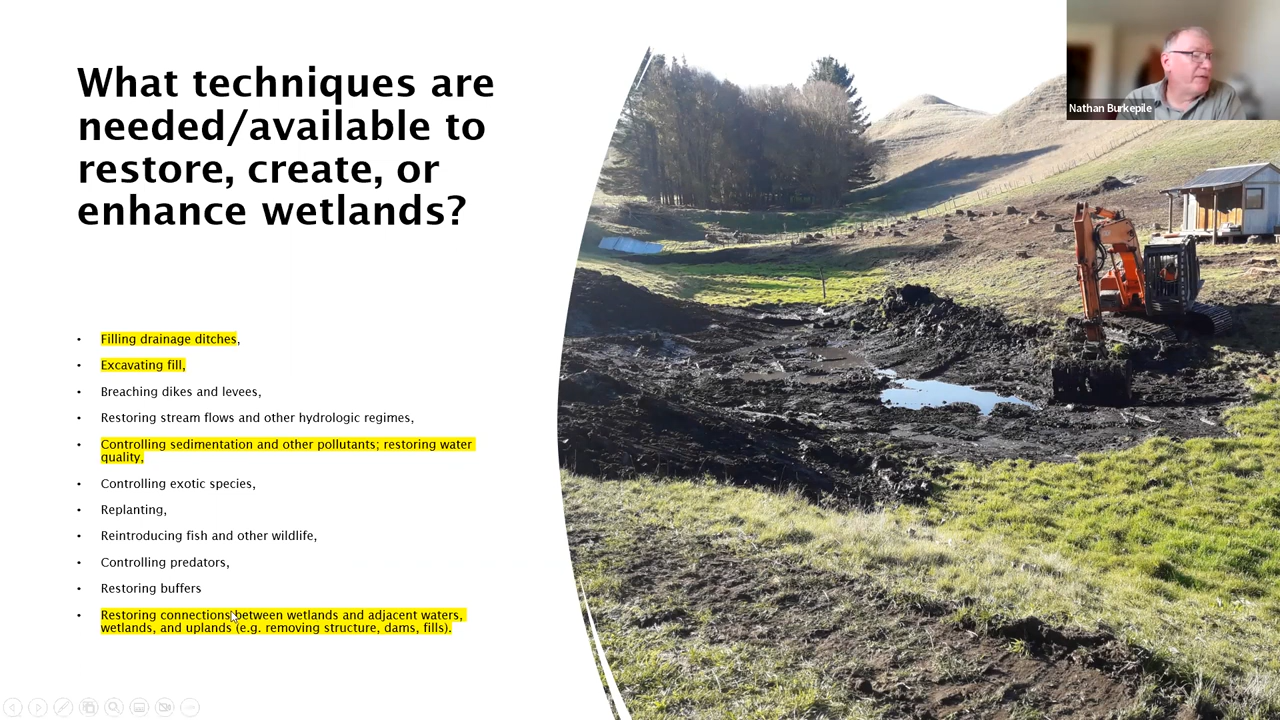 What techniques are
needed/available to
restore, create, or
enhance wetlands?
• Filling drainage ditches,
• Excavating fill,
• Breaching dikes and levees,
• Restoring stream flows and other hydrologic regimes,
• Controlling sedimentation and other pollutants; restoring water
quality,
• Controlling exotic species,
• Replanting,
• Reintroducing fish and other wildlife,
• Controlling predators,
• Restoring buffers
• Restoring connections between wetlands and adjacent waters,
wetlands, and uplands (e.g. removing structure, dams, fills).
Nathan Burkepile